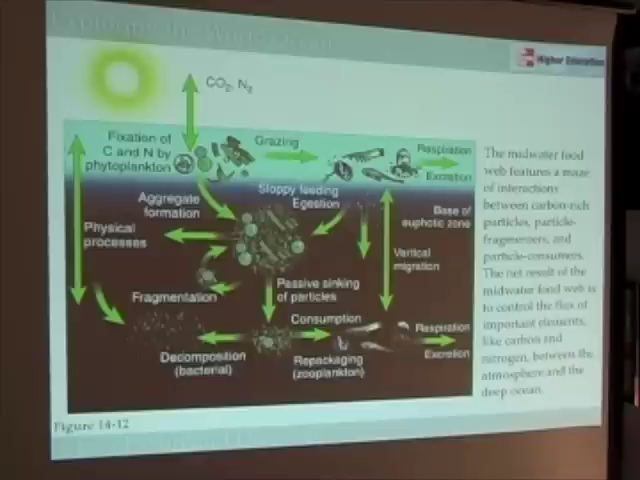 Exploring the World Ocean
Higher Education
CO2, N2
Fixation of
C and N by
phytoplankton
Grazing
Respiration
Excretion
Aggregate
formation
Sloppy feeding
Egestion
Base of
euphotic zone
Physical
processes
Vertical
migration
Fragmentation
Passive sinking
of particles
Consumption
Decomposition
(bacterial)
Repackaging
(zooplankton)
Respiration
Excretion
The midwater food
web features a maze
of interactions
between carbon-rich
particles, particle-
fragmenters, and
particle-consumers.
The net result of the
midwater food web is
to control the flux of
important elements,
like carbon and
nitrogen, between the
atmosphere and the
deep ocean.
Figure 14-12